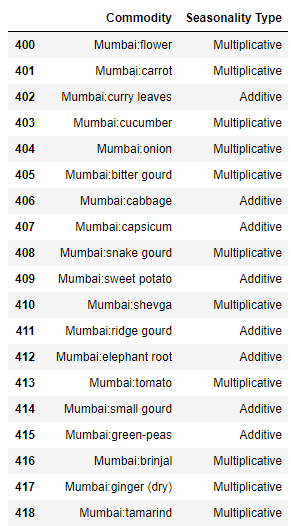 Commodity Seasonality Type
400 Mumbai:flower Multiplicative
401 Mumbai:carrot Multiplicative
402 Mumbai:curry leaves Additive
403 Mumbai:cucumber Multiplicative
404 Mumbai:onion Multiplicative
405 Mumbai:bitter gourd Multiplicative
406 Mumbai:cabbage Additive
407 Mumbai:capsicum Additive
408 Mumbai:snake gourd Multiplicative
409 Mumbai:sweet potato Additive
410 Mumbai:shevga Multiplicative
411 Mumbai:ridge gourd Additive
412 Mumbai:elephant root Additive
413 Mumbai:tomato Multiplicative
414 Mumbai:small gourd Additive
415 Mumbai:green-peas Additive
416 Mumbai:brinjal Multiplicative
417 Mumbai:ginger (dry) Multiplicative
418 Mumbai:tamarind Multiplicative